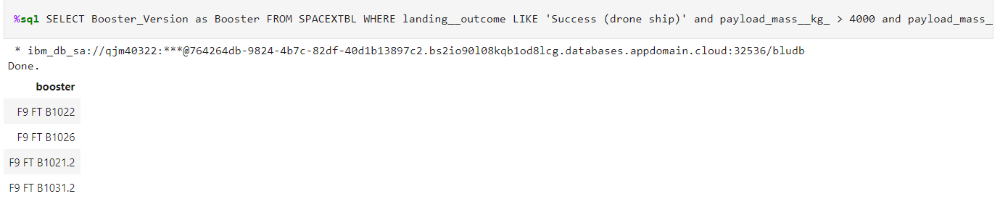 %sql SELECT Booster_Version as Booster FROM SPACEXTBL WHERE landing__outcome LIKE 'Success (drone ship)' and payload_mass__kg_ > 4000 and payload_mass_
* ibm_db_sa://qjm40322:***@764264db-9824-4b7c-82df-40d1b13897c2.bs2io90l08kqb1od8lcg.databases.appdomain.cloud:32536/bludb
Done.
booster
F9 FT B1022
F9 FT B1026
F9 FT B1021.2
F9 FT B1031.2